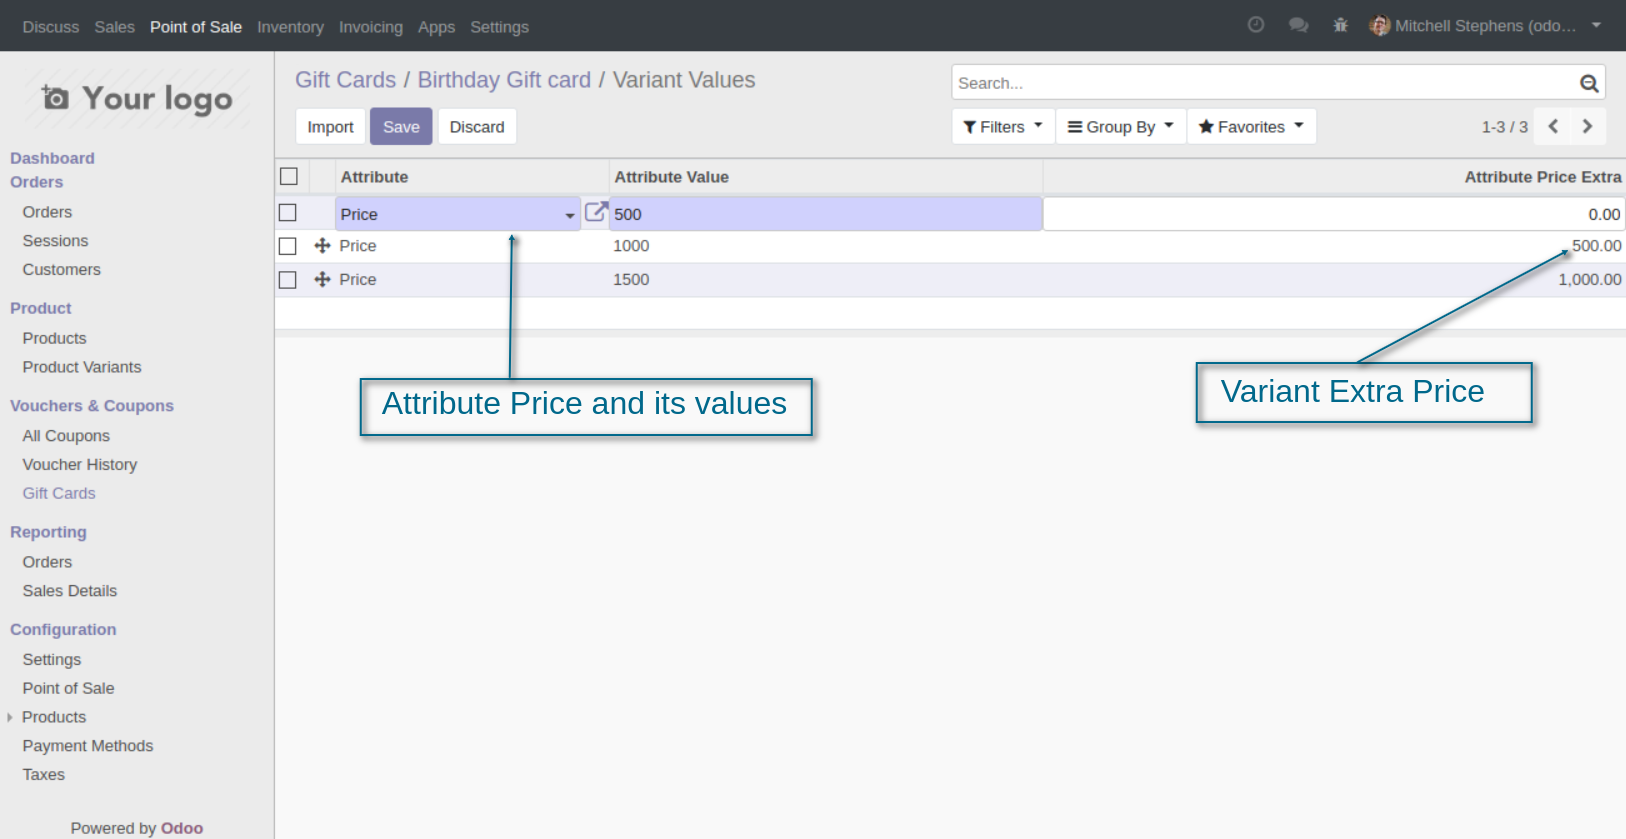 Discuss Sales Point of Sale Inventory Invoicing Apps Settings Mitchell Stephens (odo...
Your logo
Gift Cards / Birthday Gift card / Variant Values
Search...
Import Save Discard
Filters Group By Favorites 1-3 / 3
Attribute Attribute Value Attribute Price Extra
Price 500 0.00
Price 1000 500.00
Price 1500 1,000.00
Attribute Price and its values
Variant Extra Price
Dashboard
Orders
Orders
Sessions
Customers
Product
Products
Product Variants
Vouchers & Coupons
All Coupons
Voucher History
Gift Cards
Reporting
Orders
Sales Details
Configuration
Settings
Point of Sale
Products
Payment Methods
Taxes
Powered by Odoo